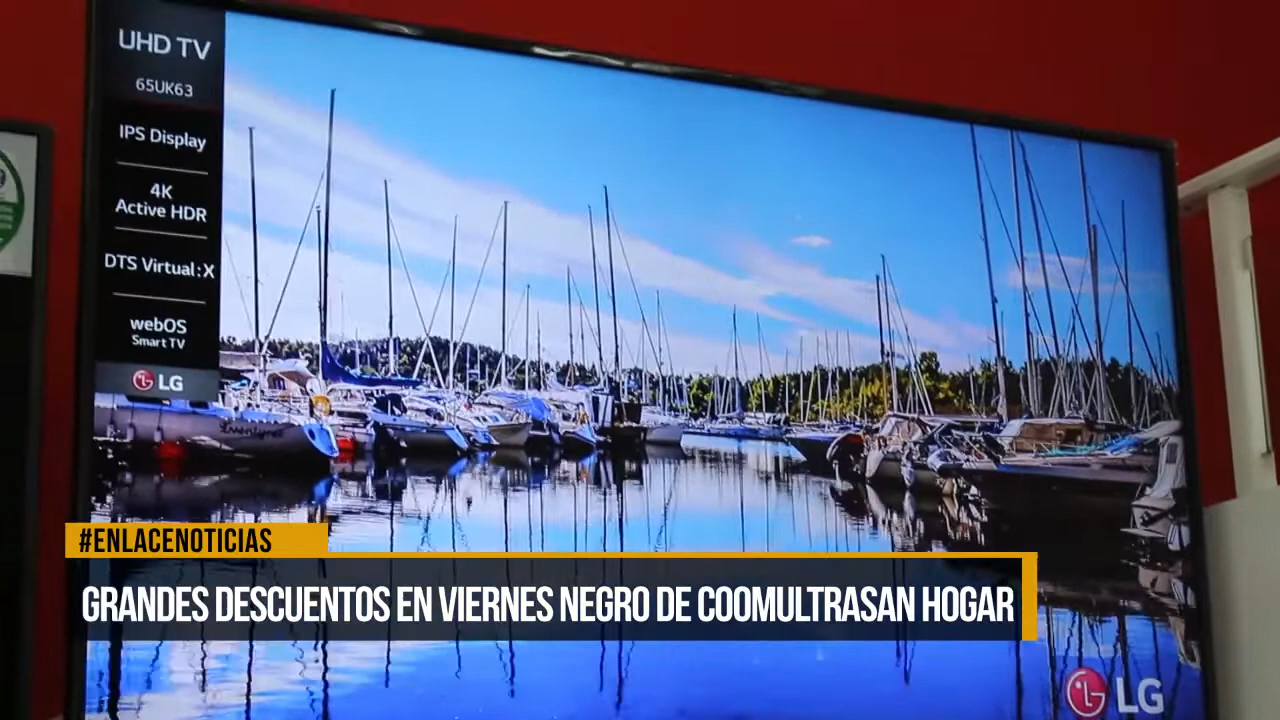 UHD TV
65UK63
IPS Display
4K
Active HDR
DTS Virtual:X
webOS
Smart TV
LG
#ENLACENOTICIAS
GRANDES DESCUENTOS EN VIERNES NEGRO DE COOMULTRASAN HOGAR
LG